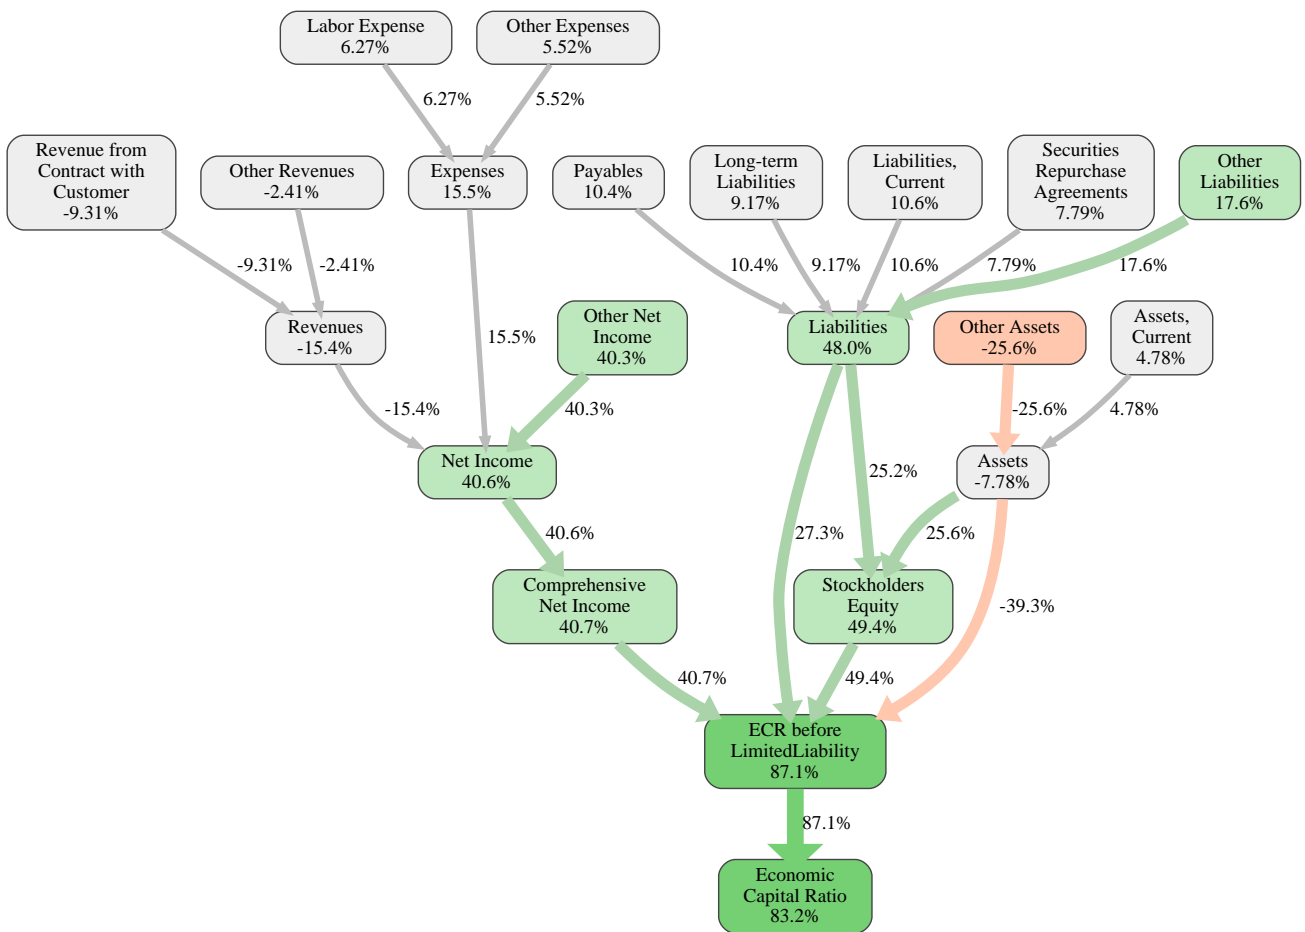 Labor Expense
6.27%
Other Expenses
5.52%
6.27%
5.52%
Revenue from
Contract with
Customer
-9.31%
Other Revenues
-2.41%
Expenses
15.5%
Payables
10.4%
Long-term
Liabilities
9.17%
Liabilities,
Current
10.6%
Securities
Repurchase
Agreements
7.79%
Other
Liabilities
17.6%
-9.31%
-2.41%
10.4%
9.17%
10.6%
7.79%
17.6%
Revenues
-15.4%
15.5%
Other Net
Income
40.3%
Liabilities
48.0%
Other Assets
-25.6%
Assets,
Current
4.78%
-15.4%
40.3%
-25.6%
4.78%
Net Income
40.6%
25.2%
Assets
-7.78%
40.6%
27.3%
25.6%
Comprehensive
Net Income
40.7%
Stockholders
Equity
49.4%
-39.3%
40.7%
49.4%
ECR before
LimitedLiability
87.1%
87.1%
Economic
Capital Ratio
83.2%